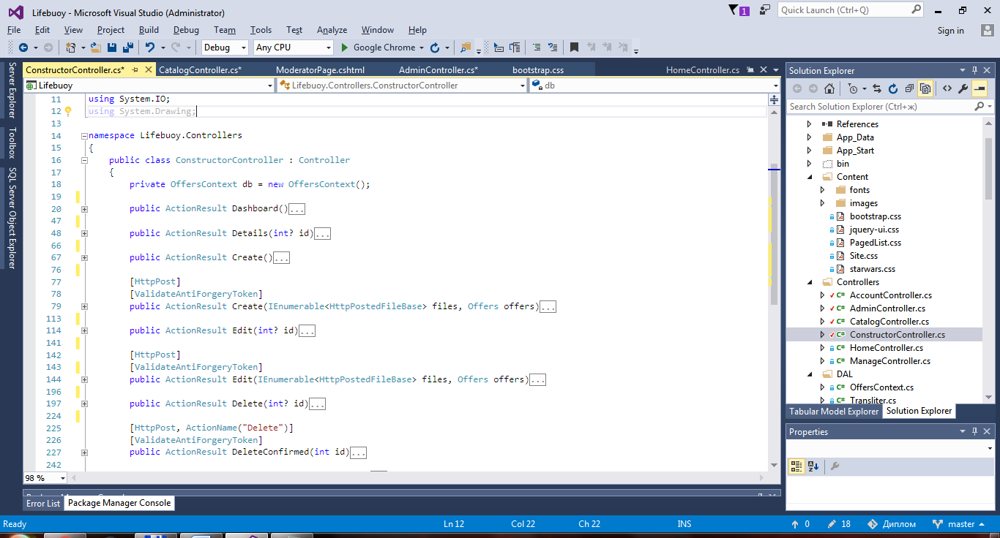 Lifebuoy - Microsoft Visual Studio (Administrator)
1
Quick Launch (Ctrl+Q)
File Edit View Project Build Debug Team Tools Test Analyze Window Help
Sign in
Debug Any CPU Google Chrome
Server Explorer
Toolbox
SQL Server Object Explorer
ConstructorController.cs* CatalogController.cs* ModeratorPage.cshtml AdminController.cs* bootstrap.css HomeController.cs
Lifebuoy Lifebuoy.Controllers.ConstructorController db
11 using System.IO;
12 using System.Drawing;
13
14 namespace Lifebuoy.Controllers
15 {
16 public class ConstructorController : Controller
17 {
18 private OffersContext db = new OffersContext();
19
20 public ActionResult Dashboard()...
47
48 public ActionResult Details(int? id)...
66
67 public ActionResult Create()...
76
77 [HttpPost]
78 [ValidateAntiForgeryToken]
79 public ActionResult Create(IEnumerable<HttpPostedFileBase> files, Offers offers)...
113
114 public ActionResult Edit(int? id)...
141
142 [HttpPost]
143 [ValidateAntiForgeryToken]
144 public ActionResult Edit(IEnumerable<HttpPostedFileBase> files, Offers offers)...
196
197 public ActionResult Delete(int? id)...
224
225 [HttpPost, ActionName("Delete")]
226 [ValidateAntiForgeryToken]
227 public ActionResult DeleteConfirmed(int id)...
242
98 %
Error List Package Manager Console
Solution Explorer
Search Solution Explorer (Ctrl+ж)
References
App_Data
App_Start
bin
Content
fonts
images
bootstrap.css
jquery-ui.css
PagedList.css
Site.css
starwars.css
Controllers
C# AccountController.cs
C# AdminController.cs
C# CatalogController.cs
C# ConstructorController.cs
C# HomeController.cs
C# ManageController.cs
DAL
C# OffersContext.cs
C# Transliter.cs
Tabular Model Explorer Solution Explorer
Properties
Ready Ln 12 Col 22 Ch 22 INS 0 18 Диплом master